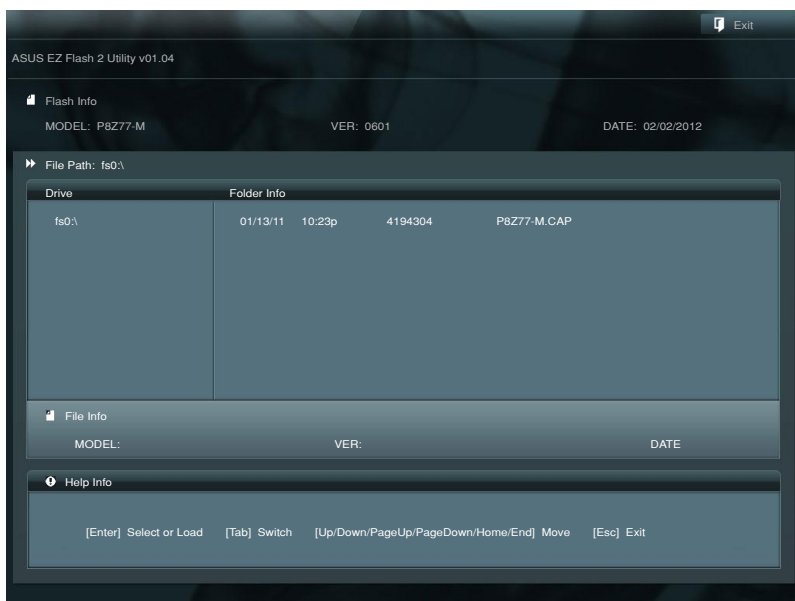 Exit
ASUS EZ Flash 2 Utility v01.04
Flash Info
MODEL: P8Z77-M VER: 0601 DATE: 02/02/2012
File Path: fs0:\
Drive Folder Info
fs0:\ 01/13/11 10:23p 4194304 P8Z77-M.CAP
File Info
MODEL: VER: DATE
Help Info
[Enter] Select or Load [Tab] Switch [Up/Down/PageUp/PageDown/Home/End] Move [Esc] Exit